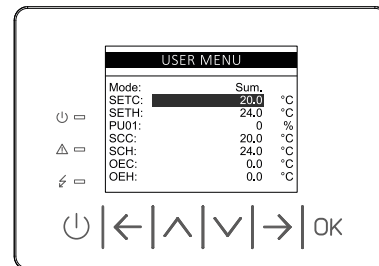 USER MENU
Mode: Sum.
SETC: 20.0 °C
SETH: 24.0 °C
PU01: 0 %
SCC: 20.0 °C
SCH: 24.0 °C
OEC: 0.0 °C
OEH: 0.0 °C
OK